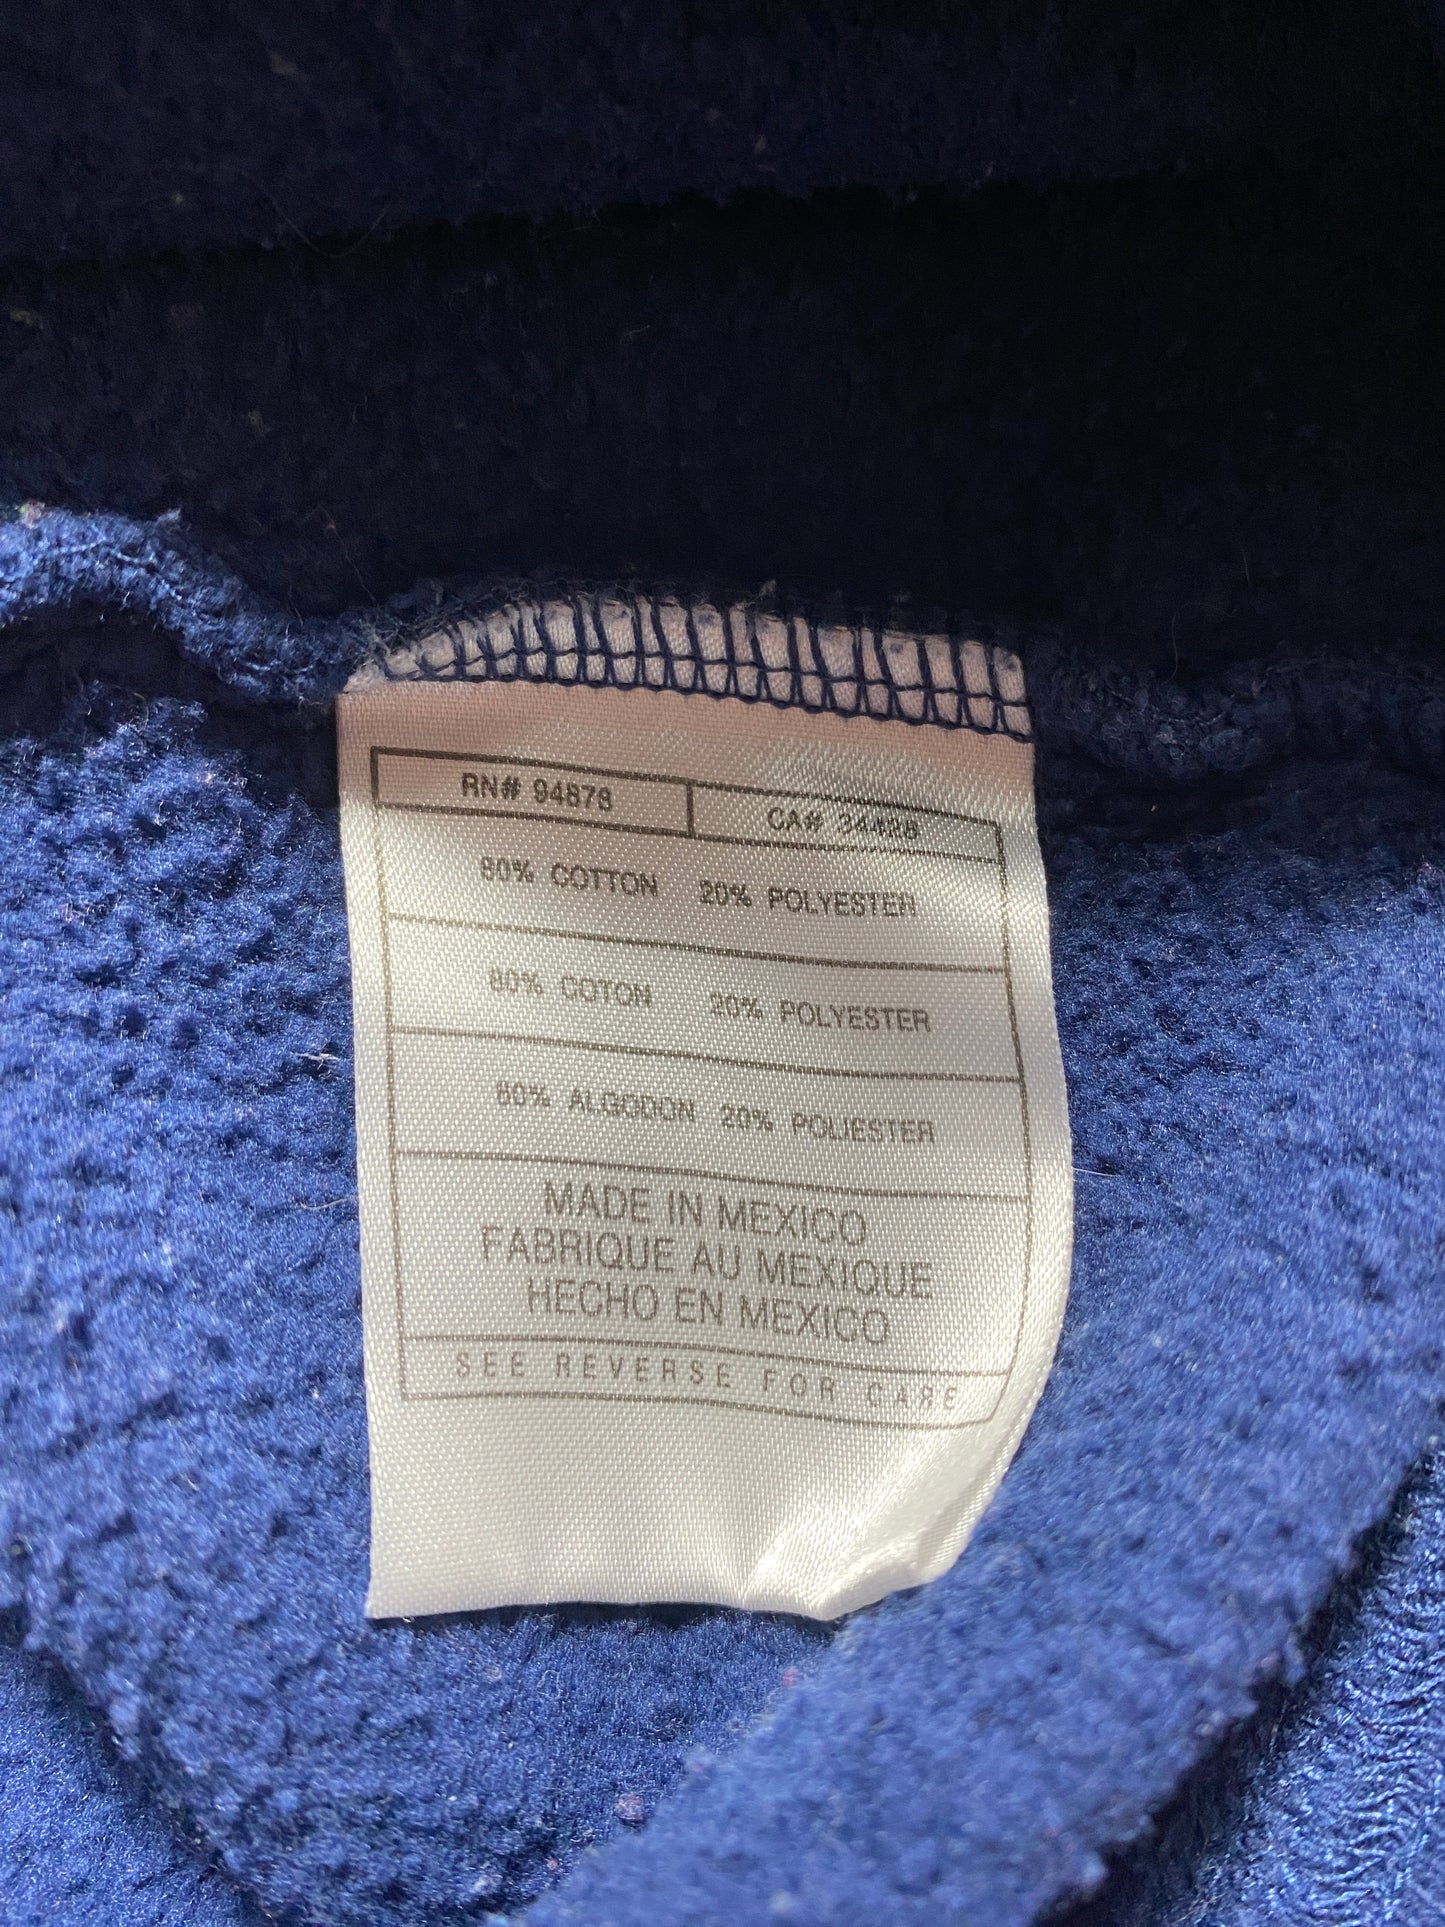 RN# 94878 CA# 34428
80% COTTON 20% POLYESTER
80% COTON 20% POLYESTER
80% ALGODON 20% POLIESTER
MADE IN MEXICO
FABRIQUE AU MEXIQUE
HECHO EN MEXICO
SEE REVERSE FOR CARE